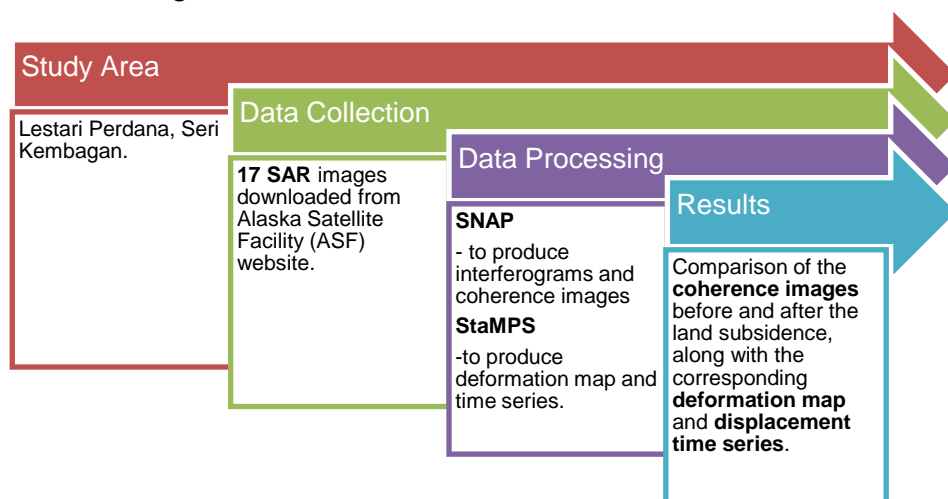 Study Area
Lestari Perdana, Seri
Kembagan.
Data Collection
17 SAR images
downloaded from
Alaska Satellite
Facility (ASF)
website.
Data Processing
SNAP
- to produce
interferograms and
coherence images
StaMPS
-to produce
deformation map and
time series.
Results
Comparison of the
coherence images
before and after the
land subsidence,
along with the
corresponding
deformation map
and displacement
time series.